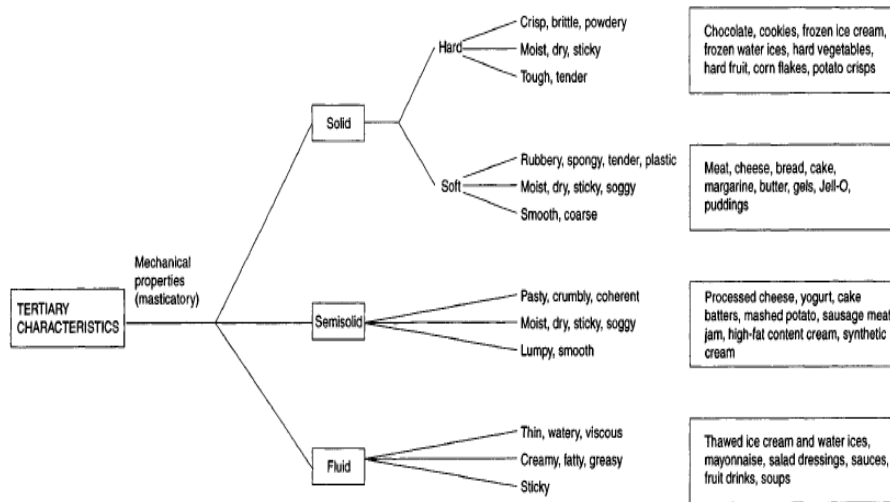 Crisp, brittle, powdery
Hard
Moist, dry, sticky
Tough, tender
Chocolate, cookies, frozen ice cream,
frozen water ices, hard vegetables,
hard fruit, corn flakes, potato crisps
Solid
Rubbery, spongy, tender, plastic
Soft
Moist, dry, sticky, soggy
Smooth, coarse
Meat, cheese, bread, cake,
margarine, butter, gels, Jell-O,
puddings
Mechanical
properties
(masticatory)
TERTIARY
CHARACTERISTICS
Semisolid
Pasty, crumbly, coherent
Moist, dry, sticky, soggy
Lumpy, smooth
Processed cheese, yogurt, cake
batters, mashed potato, sausage meat
jam, high-fat content cream, synthetic
cream
Fluid
Thin, watery, viscous
Creamy, fatty, greasy
Sticky
Thawed ice cream and water ices,
mayonnaise, salad dressings, sauces,
fruit drinks, soups